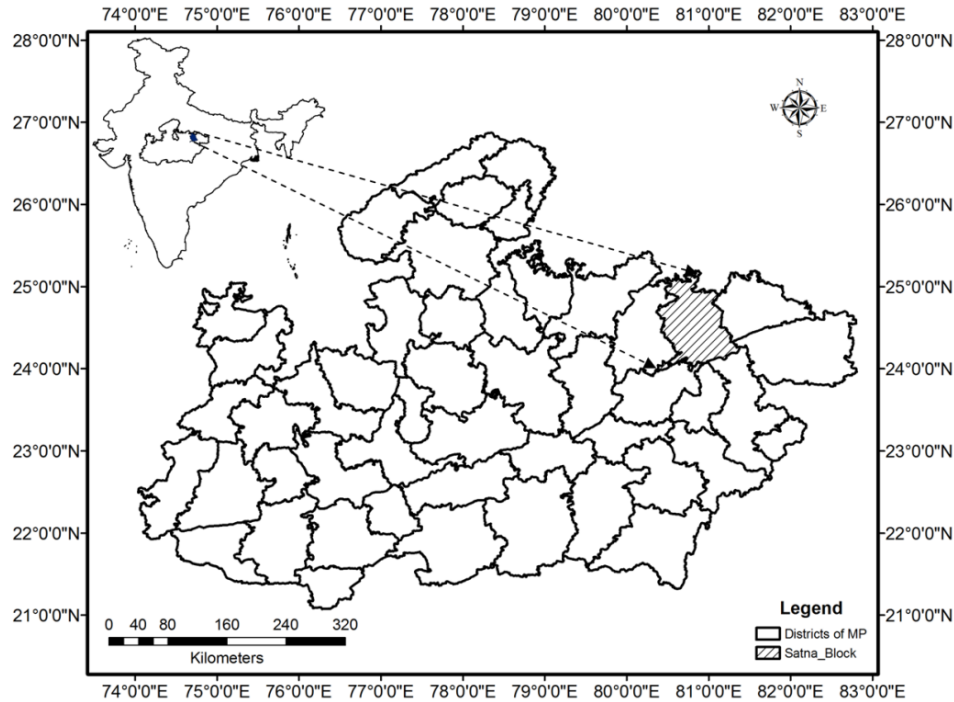 74°0'0"E 75°0'0"E 76°0'0"E 77°0'0"E 78°0'0"E 79°0'0"E 80°0'0"E 81°0'0"E 82°0'0"E 83°0'0"E
28°0'0"N 28°0'0"N
N
W E
S
27°0'0"N 27°0'0"N
26°0'0"N 26°0'0"N
25°0'0"N 25°0'0"N
24°0'0"N 24°0'0"N
23°0'0"N 23°0'0"N
22°0'0"N 22°0'0"N
21°0'0"N 21°0'0"N
Legend
Districts of MP
Satna_Block
0 40 80 160 240 320
Kilometers
74°0'0"E 75°0'0"E 76°0'0"E 77°0'0"E 78°0'0"E 79°0'0"E 80°0'0"E 81°0'0"E 82°0'0"E 83°0'0"E